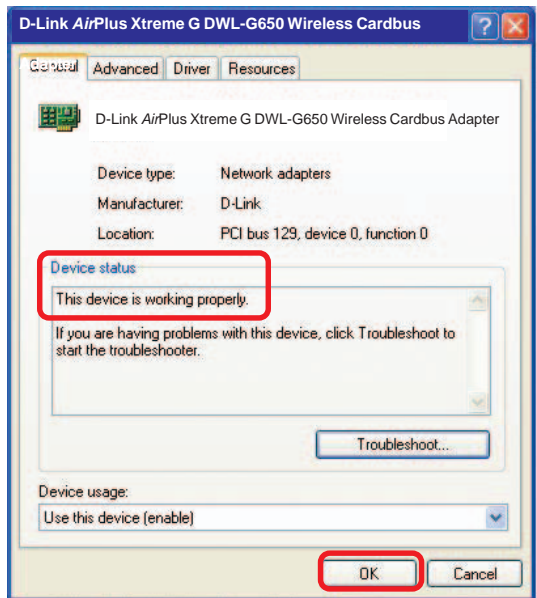 D-Link AirPlus Xtreme G DWL-G650 Wireless Cardbus
General Advanced Driver Resources
D-Link AirPlus Xtreme G DWL-G650 Wireless Cardbus Adapter
Device type: Network adapters
Manufacturer: D-Link
Location: PCI bus 129, device 0, function 0
Device status
This device is working properly.
If you are having problems with this device, click Troubleshoot to
start the troubleshooter.
Troubleshoot...
Device usage:
Use this device (enable)
OK Cancel